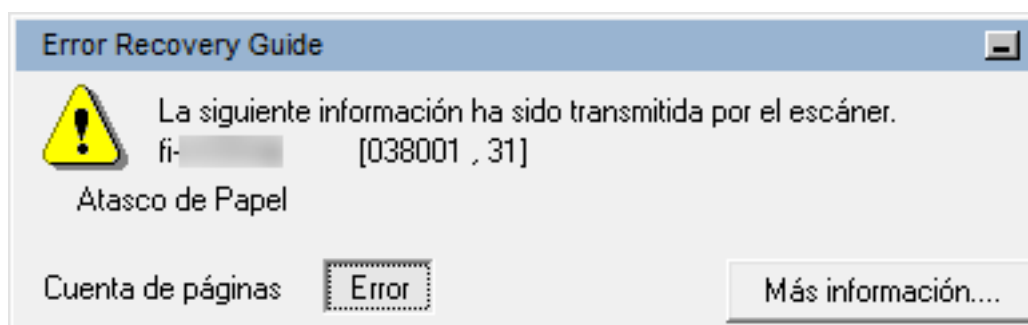 Error Recovery Guide
La siguiente información ha sido transmitida por el escáner.
fi- [038001 , 31]
Atasco de Papel
Cuenta de páginas Error Más información....